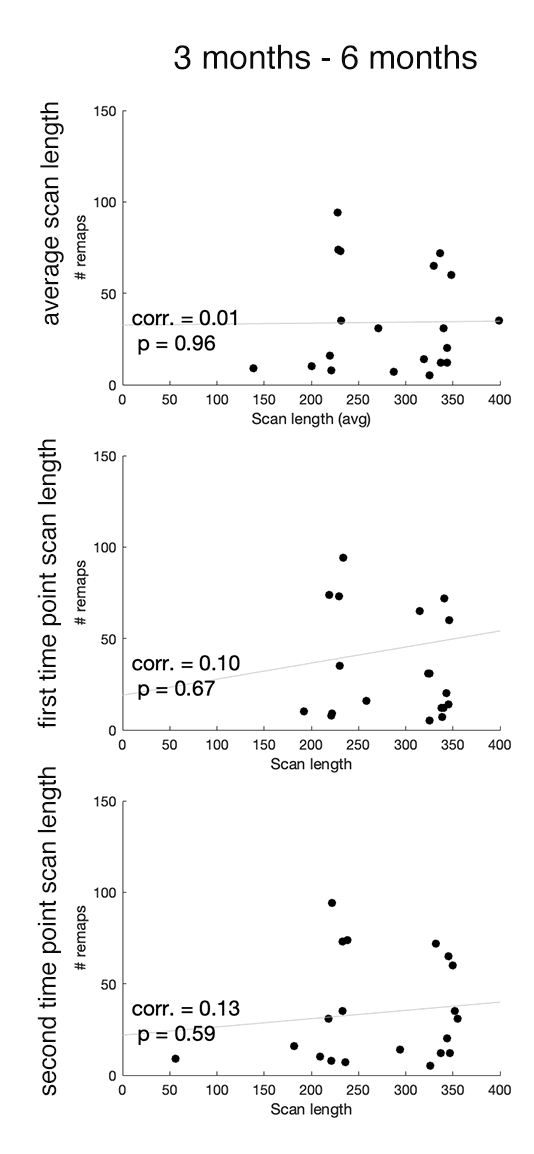 3 months - 6 months
average scan length
# remaps
150
100
50
0
corr. = 0.01
p = 0.96
0 50 100 150 200 250 300 350 400
Scan length (avg)
first time point scan length
# remaps
150
100
50
0
corr. = 0.10
p = 0.67
0 50 100 150 200 250 300 350 400
Scan length
second time point scan length
# remaps
150
100
50
0
corr. = 0.13
p = 0.59
0 50 100 150 200 250 300 350 400
Scan length